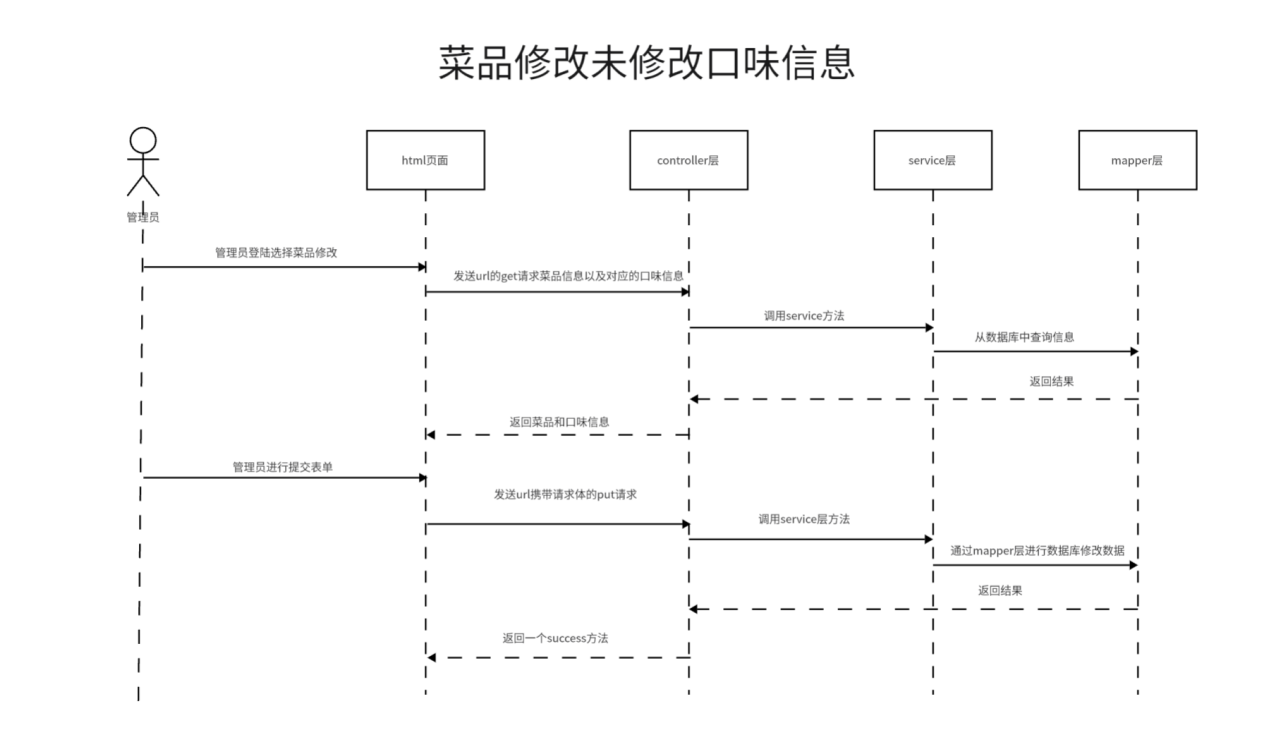 菜品修改未修改口味信息
html页面
controller层
service层
mapper层
管理员
管理员登陆选择菜品修改
发送url的get请求菜品信息以及对应的口味信息
调用service方法
从数据库中查询信息
返回结果
返回菜品和口味信息
管理员进行提交表单
发送url携带请求体的put请求
调用service层方法
通过mapper层进行数据库修改数据
返回结果
返回一个success方法